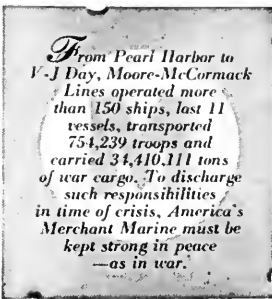 From Pearl Harbor to
V-J Day, Moore-McCormack
Lines operated more
than 150 ships, lost 11
vessels, transported
754,239 troops and
carried 34,410,111 tons
of war cargo. To discharge
such responsibilities
in time of crisis, America's
Merchant Marine must be
kept strong in peace
—as in war.